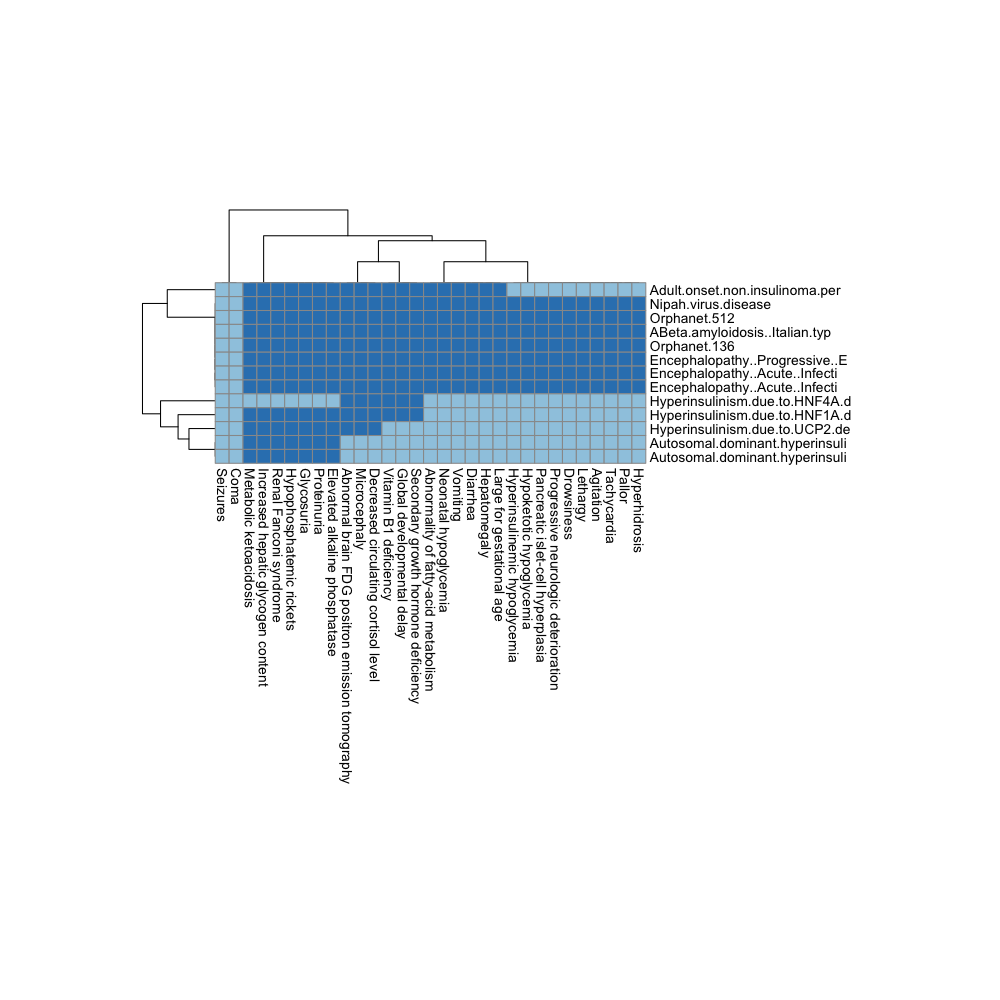 Adult.onset.non.insulinoma.per
Nipah.virus.disease
Orphanet.512
ABeta.amyloidosis..Italian.typ
Orphanet.136
Encephalopathy..Progressive..E
Encephalopathy..Acute..Infecti
Encephalopathy..Acute..Infecti
Hyperinsulinism.due.to.HNF4A.d
Hyperinsulinism.due.to.HNF1A.d
Hyperinsulinism.due.to.UCP2.de
Autosomal.dominant.hyperinsuli
Autosomal.dominant.hyperinsuli
Seizures
Coma
Metabolic ketoacidosis
Increased hepatic glycogen content
Renal Fanconi syndrome
Hypophosphatemic rickets
Glycosuria
Proteinuria
Elevated alkaline phosphatase
Abnormal brain FDG positron emission tomography
Microcephaly
Decreased circulating cortisol level
Vitamin B1 deficiency
Global developmental delay
Secondary growth hormone deficiency
Abnormality of fatty-acid metabolism
Neonatal hypoglycemia
Vomiting
Diarrhea
Hepatomegaly
Large for gestational age
Hyperinsulinemic hypoglycemia
Hypoketotic hypoglycemia
Pancreatic islet-cell hyperplasia
Progressive neurologic deterioration
Drowsiness
Lethargy
Agitation
Tachycardia
Pallor
Hyperhidrosis